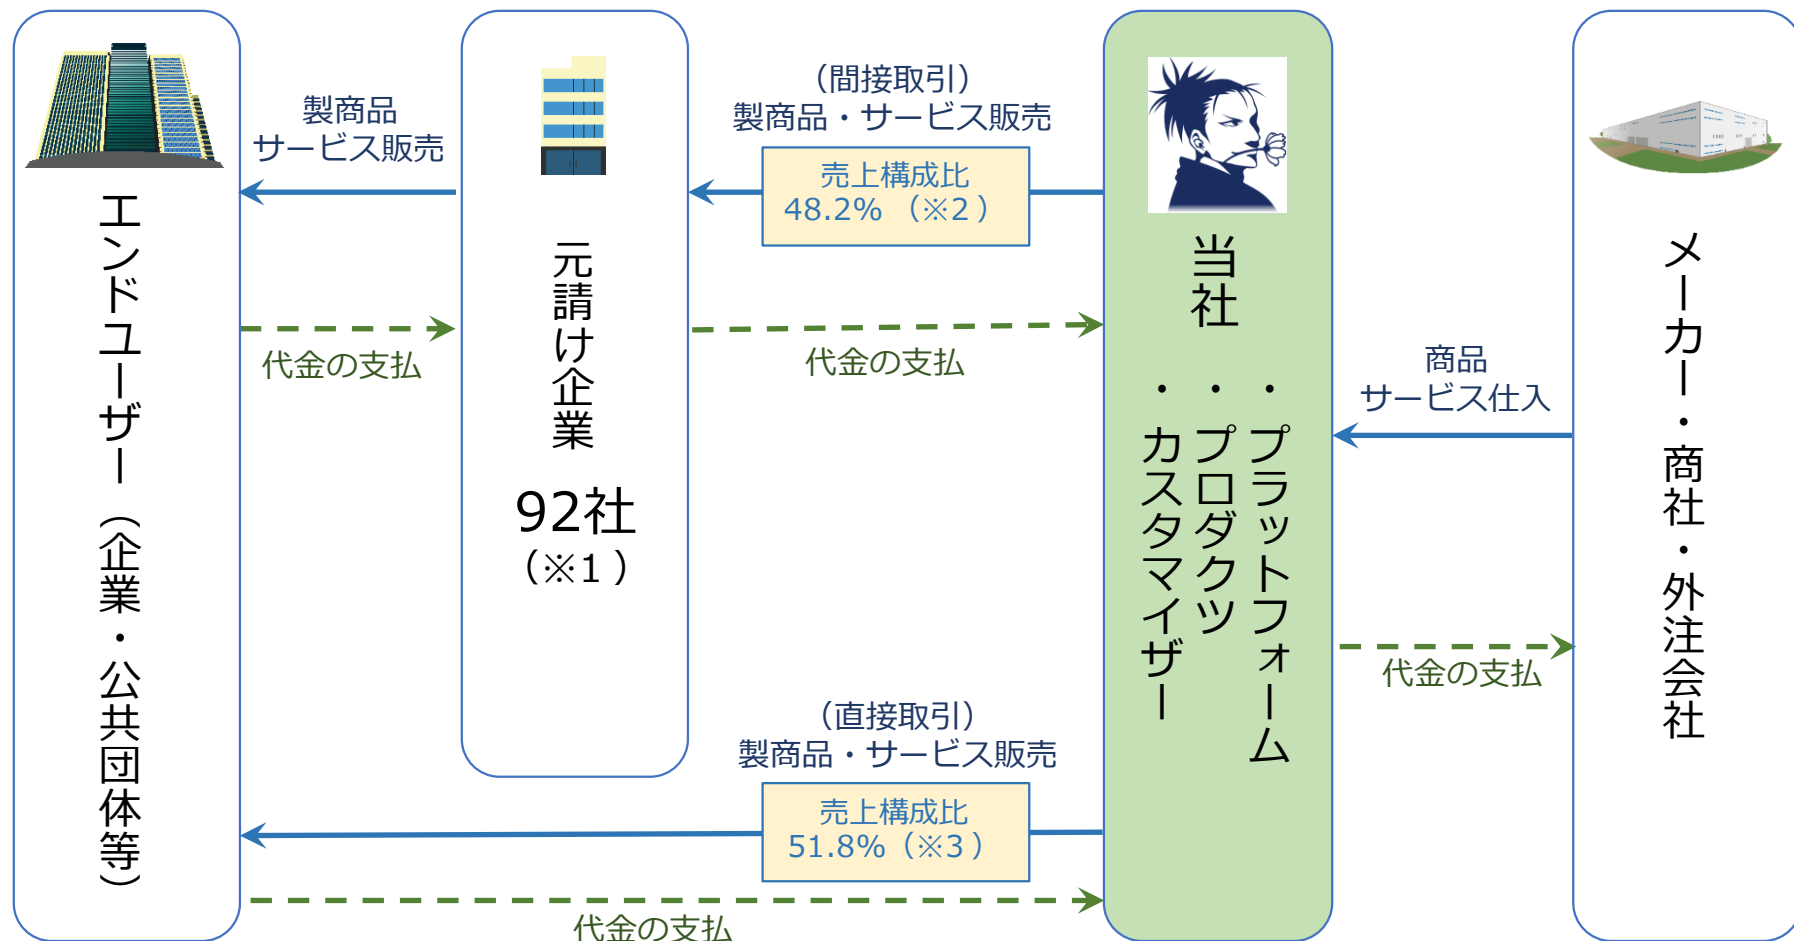 エンドユーザー（企業・公共団体等）
製商品
サービス販売
代金の支払
元請け企業
92社
（※1）
（間接取引）
製商品・サービス販売
売上構成比
48.2%（※2）
代金の支払
（直接取引）
製商品・サービス販売
売上構成比
51.8%（※3）
代金の支払
当社
・プラットフォーム
・プロダクツ
・カスタマイザー
商品
サービス仕入
代金の支払
メーカー・商社・外注会社